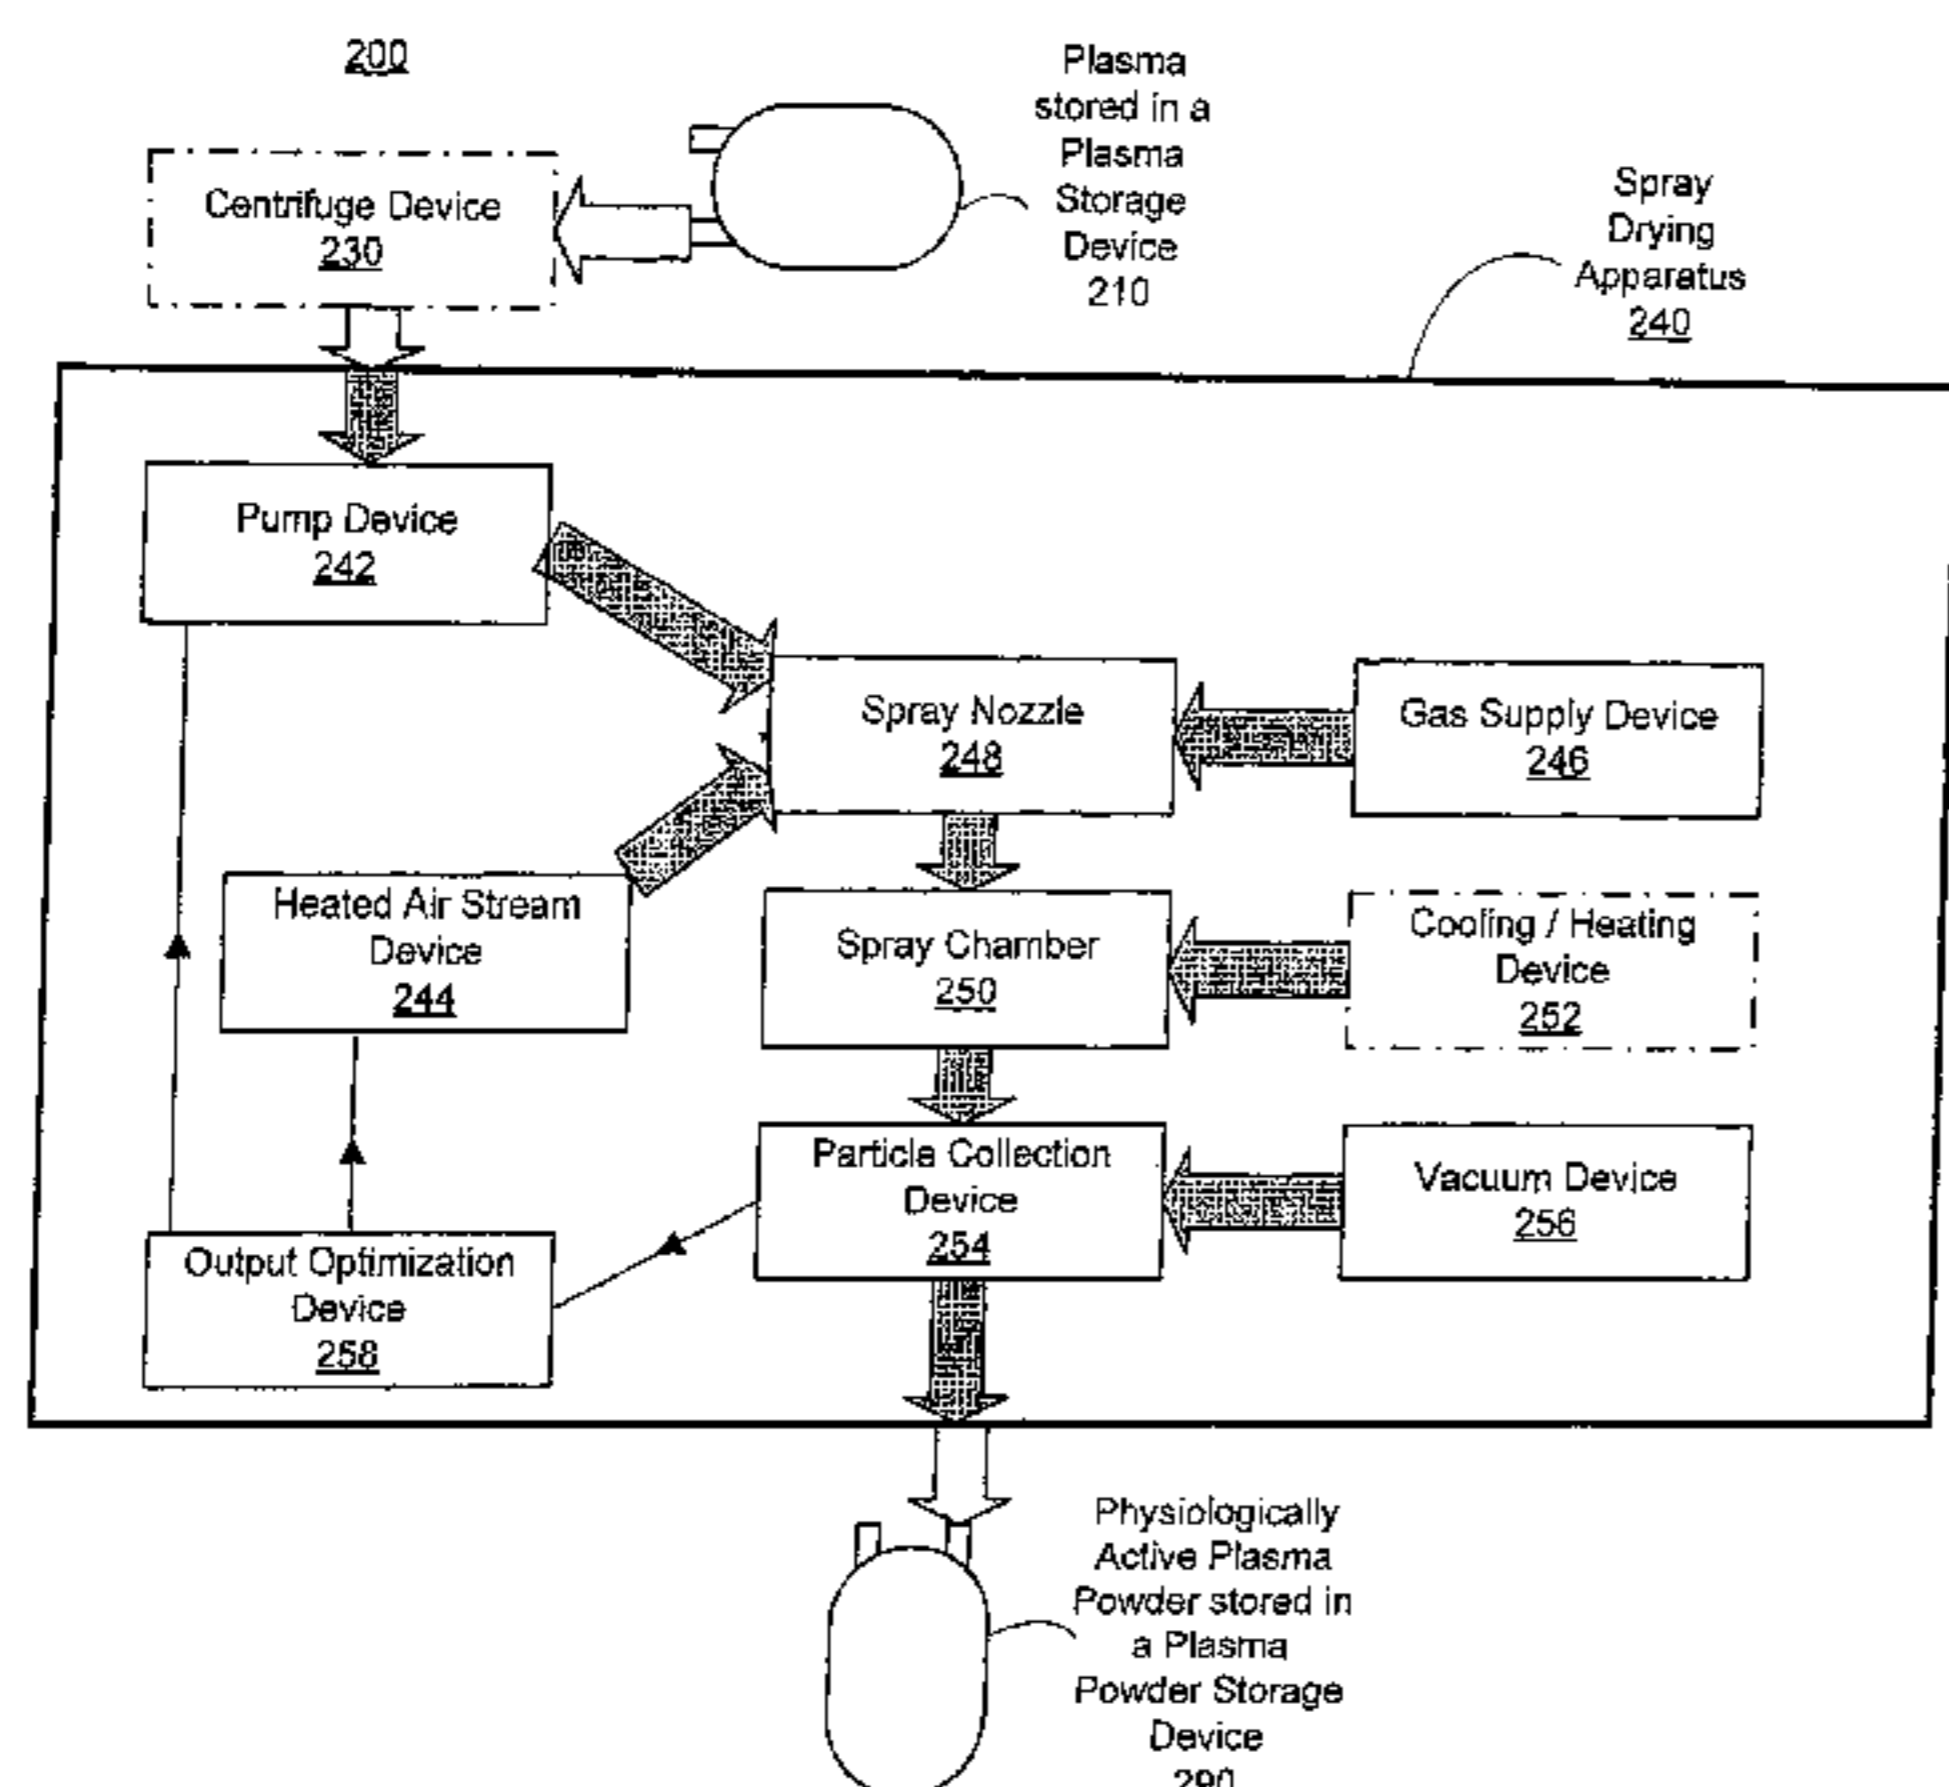 200
Plasma
stored in a
Plasma
Storage
Device
210
Centrifuge Device
230
Spray
Drying
Apparatus
240
Pump Device
242
Spray Nozzle
248
Gas Supply Device
246
Heated Air Stream
Device
244
Spray Chamber
250
Cooling / Heating
Device
252
Particle Collection
Device
254
Vacuum Device
256
Output Optimization
Device
258
Physiologically
Active Plasma
Powder stored in
a Plasma
Powder Storage
Device
290